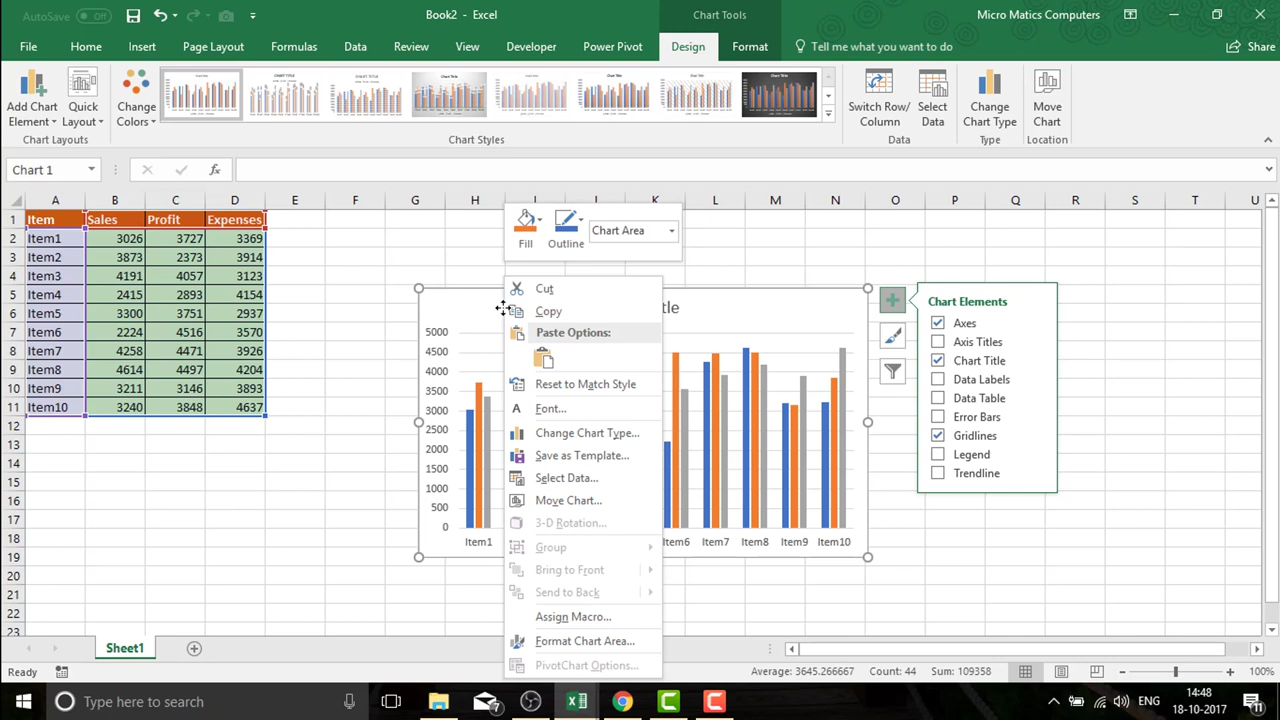 AutoSave Off
Book2 - Excel
Chart Tools
Micro Matics Computers
File Home Insert Page Layout Formulas Data Review View Developer Power Pivot Design Format Tell me what you want to do Share
Add Chart Element
Quick Layout
Change Colors
Switch Row/ Column
Select Data
Change Chart Type
Move Chart
Chart Layouts
Chart Styles
Data
Type
Location
Chart 1
fx
A B C D E F G H I J K L M N O P Q R S T U
1 Item Sales Profit Expenses
2 Item1 3026 3727 3369
3 Item2 3873 2373 3914
4 Item3 4191 4057 3123
5 Item4 2415 2893 4154
6 Item5 3300 3751 2937
7 Item6 2224 4516 3570
8 Item7 4258 4471 3926
9 Item8 4614 4497 4204
10 Item9 3211 3146 3893
11 Item10 3240 3848 4637
12
13
14
15
16
17
18
19
20
21
22
23
Fill
Outline
Chart Area
Cut
Copy
Paste Options:
Reset to Match Style
Font...
Change Chart Type...
Save as Template...
Select Data...
Move Chart...
3-D Rotation...
Group
Bring to Front
Send to Back
Assign Macro...
Format Chart Area...
PivotChart Options...
5000
4500
4000
3500
3000
2500
2000
1500
1000
500
0
Item1 Item6 Item7 Item8 Item9 Item10
Chart Elements
Axes
Axis Titles
Chart Title
Data Labels
Data Table
Error Bars
Gridlines
Legend
Trendline
Sheet1
Ready
Average: 3645.266667 Count: 44 Sum: 109358
100%
Type here to search
7
ENG
14:48
18-10-2017
11